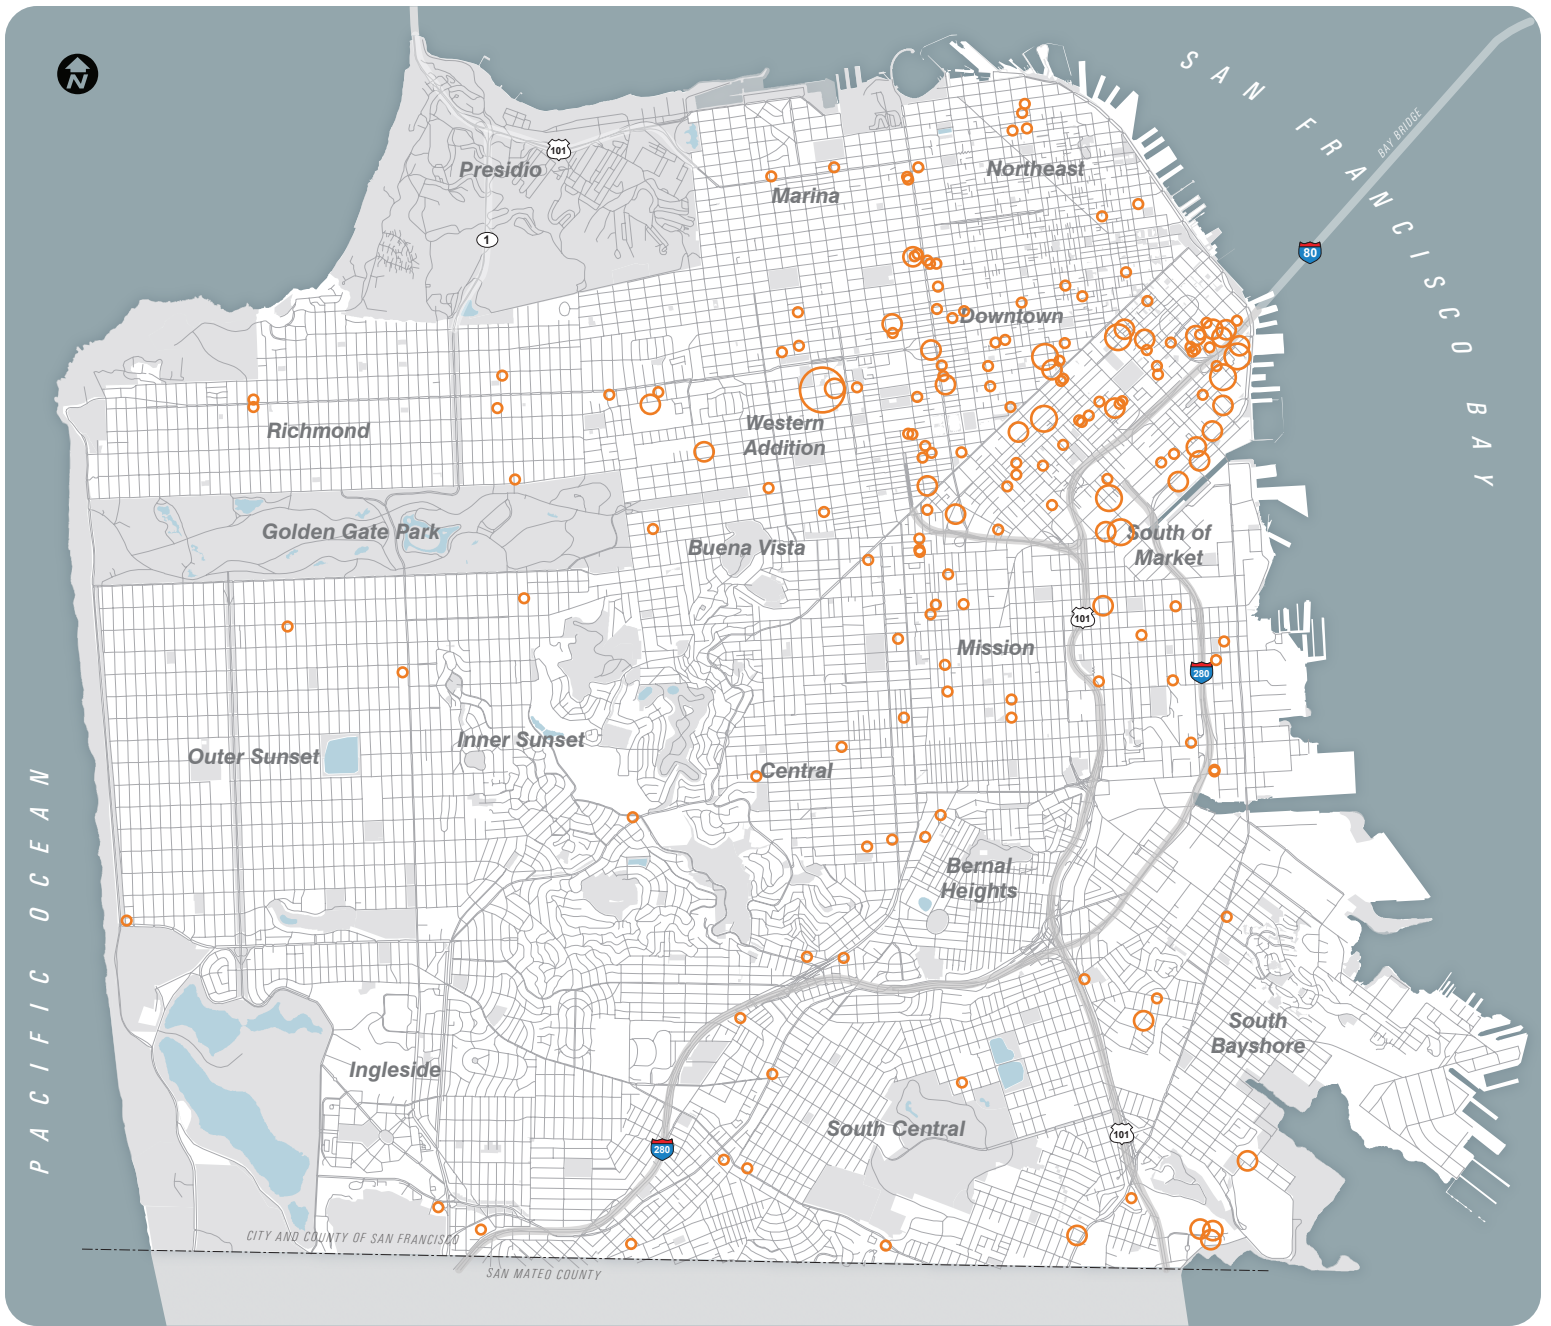 N
SAN FRANCISCO BAY
BAY BRIDGE
101
Presidio
Northeast
Marina
1
80
Downtown
Richmond
Western
Addition
Golden Gate Park
Buena Vista
South of
Market
101
Mission
280
Outer Sunset
Inner Sunset
Central
PACIFIC OCEAN
Bernal
Heights
South
Bayshore
Ingleside
South Central
101
280
CITY AND COUNTY OF SAN FRANCISCO
SAN MATEO COUNTY